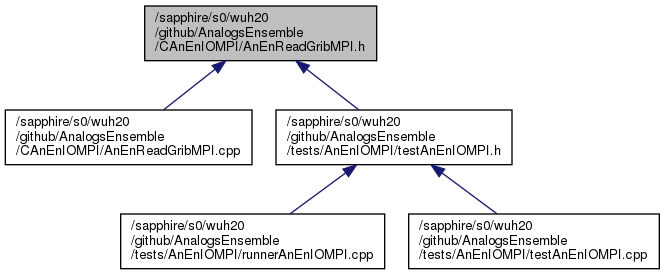 /sapphire/s0/wuh20
/github/AnalogsEnsemble
/CAnEnIOMPI/AnEnReadGribMPI.h
/sapphire/s0/wuh20
/github/AnalogsEnsemble
/CAnEnIOMPI/AnEnReadGribMPI.cpp
/sapphire/s0/wuh20
/github/AnalogsEnsemble
/tests/AnEnIOMPI/testAnEnIOMPI.h
/sapphire/s0/wuh20
/github/AnalogsEnsemble
/tests/AnEnIOMPI/runnerAnEnIOMPI.cpp
/sapphire/s0/wuh20
/github/AnalogsEnsemble
/tests/AnEnIOMPI/testAnEnIOMPI.cpp